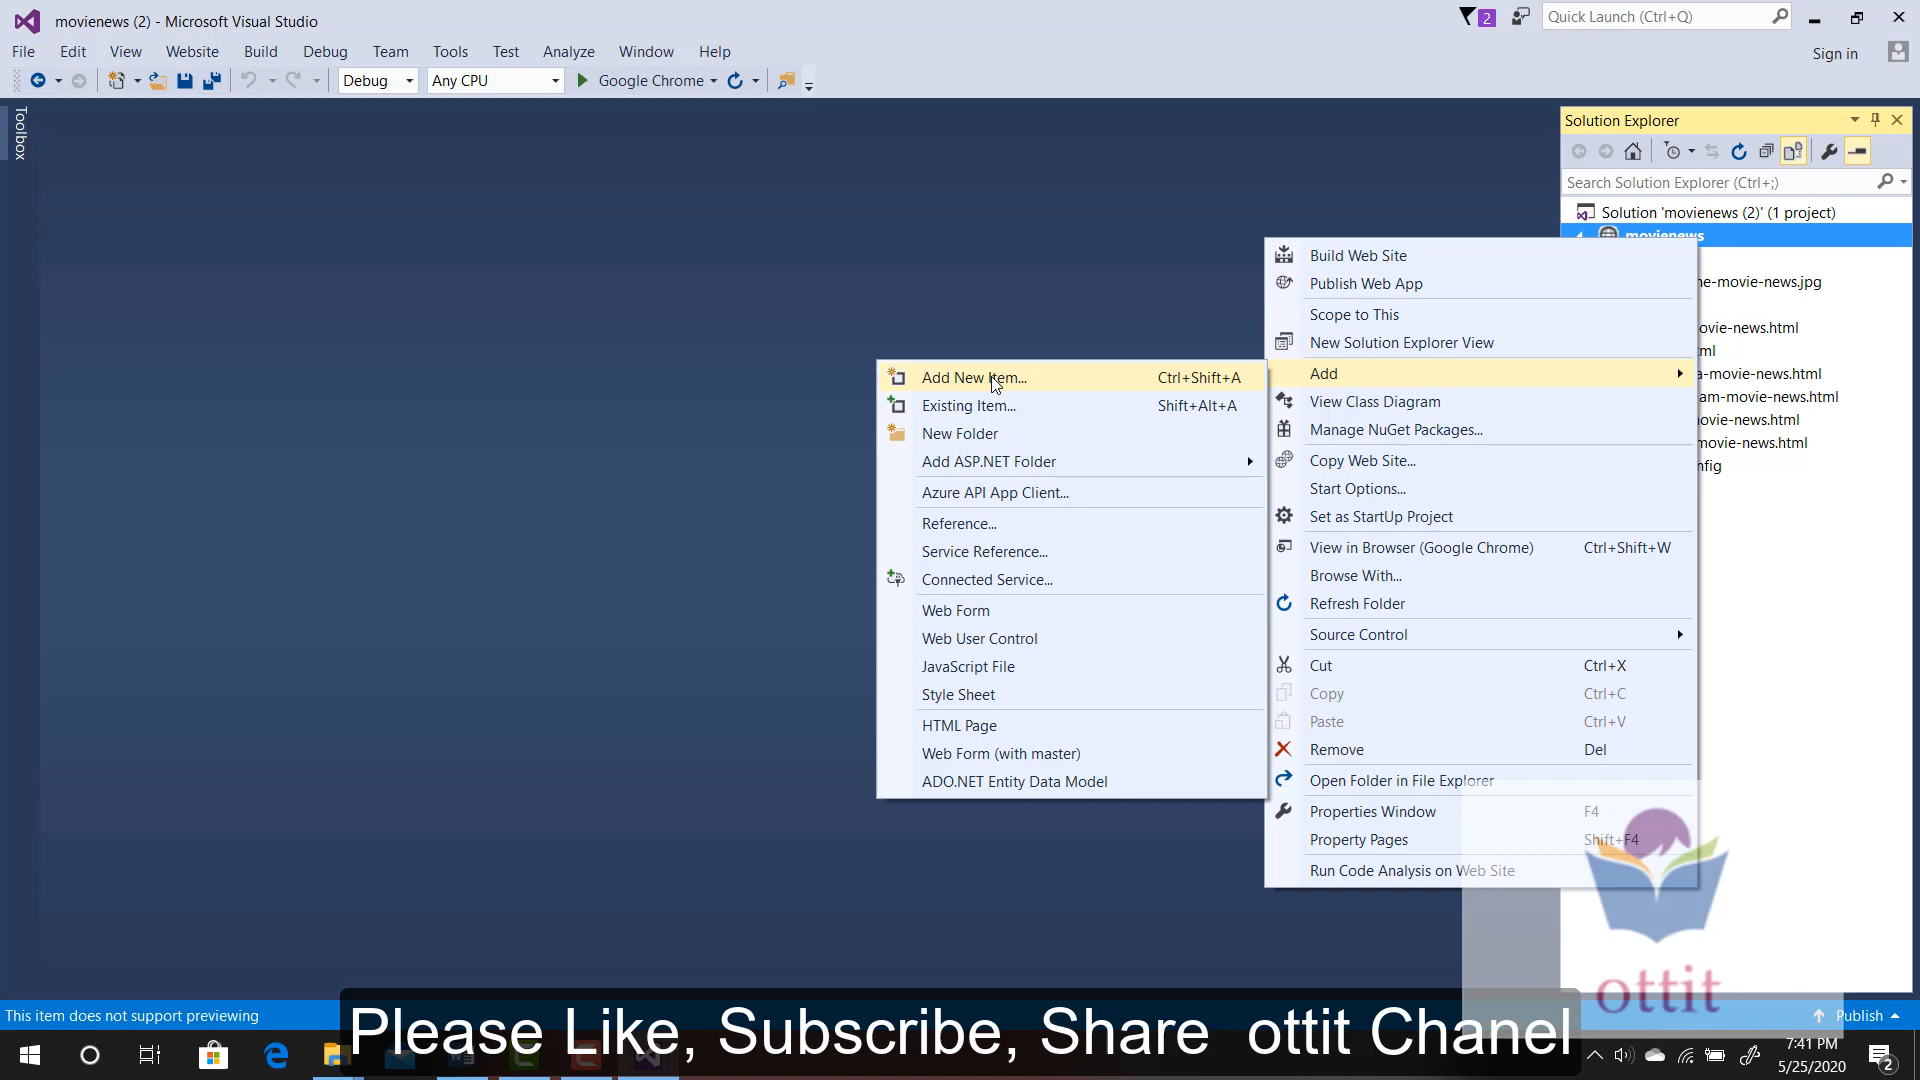 movienews (2) - Microsoft Visual Studio
2
Quick Launch (Ctrl+Q)
File Edit View Website Build Debug Team Tools Test Analyze Window Help
Sign in
Debug
Any CPU
Google Chrome
Toolbox
Solution Explorer
Search Solution Explorer (Ctrl+;)
Solution 'movienews (2)' (1 project)
movienews
ne-movie-news.jpg
ovie-news.html
ml
a-movie-news.html
am-movie-news.html
novie-news.html
movie-news.html
nfig
Build Web Site
Publish Web App
Scope to This
New Solution Explorer View
Add
View Class Diagram
Manage NuGet Packages...
Copy Web Site...
Start Options...
Set as StartUp Project
View in Browser (Google Chrome) Ctrl+Shift+W
Browse With...
Refresh Folder
Source Control
Cut Ctrl+X
Copy Ctrl+C
Paste Ctrl+V
Remove Del
Open Folder in File Explorer
Properties Window F4
Property Pages Shift+F4
Run Code Analysis on Web Site
Add New Item... Ctrl+Shift+A
Existing Item... Shift+Alt+A
New Folder
Add ASP.NET Folder
Azure API App Client...
Reference...
Service Reference...
Connected Service...
Web Form
Web User Control
JavaScript File
Style Sheet
HTML Page
Web Form (with master)
ADO.NET Entity Data Model
ottit
This item does not support previewing
Publish
Please Like, Subscribe, Share ottit Chanel
7:41 PM
5/25/2020
2